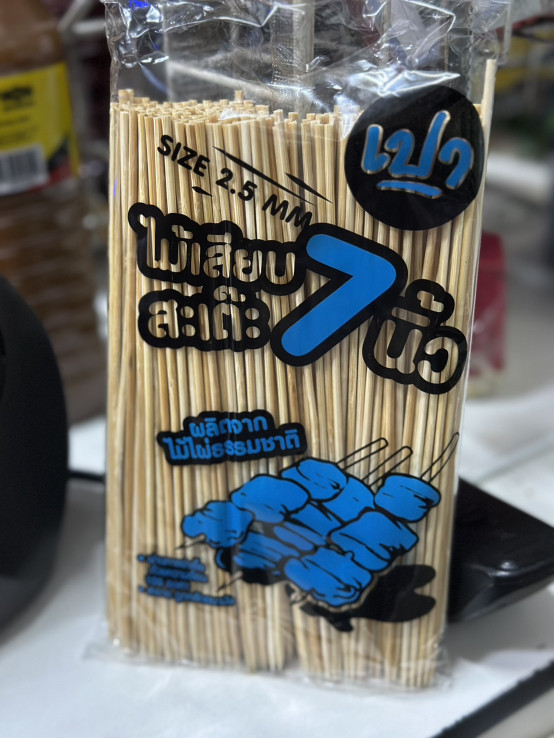 เปา
SIZE 2.5 MM
ไม้เสียบ
สะเต๊ะ 7 นิ้ว
ผลิตจาก
ไม้ไผ่ธรรมชาติ